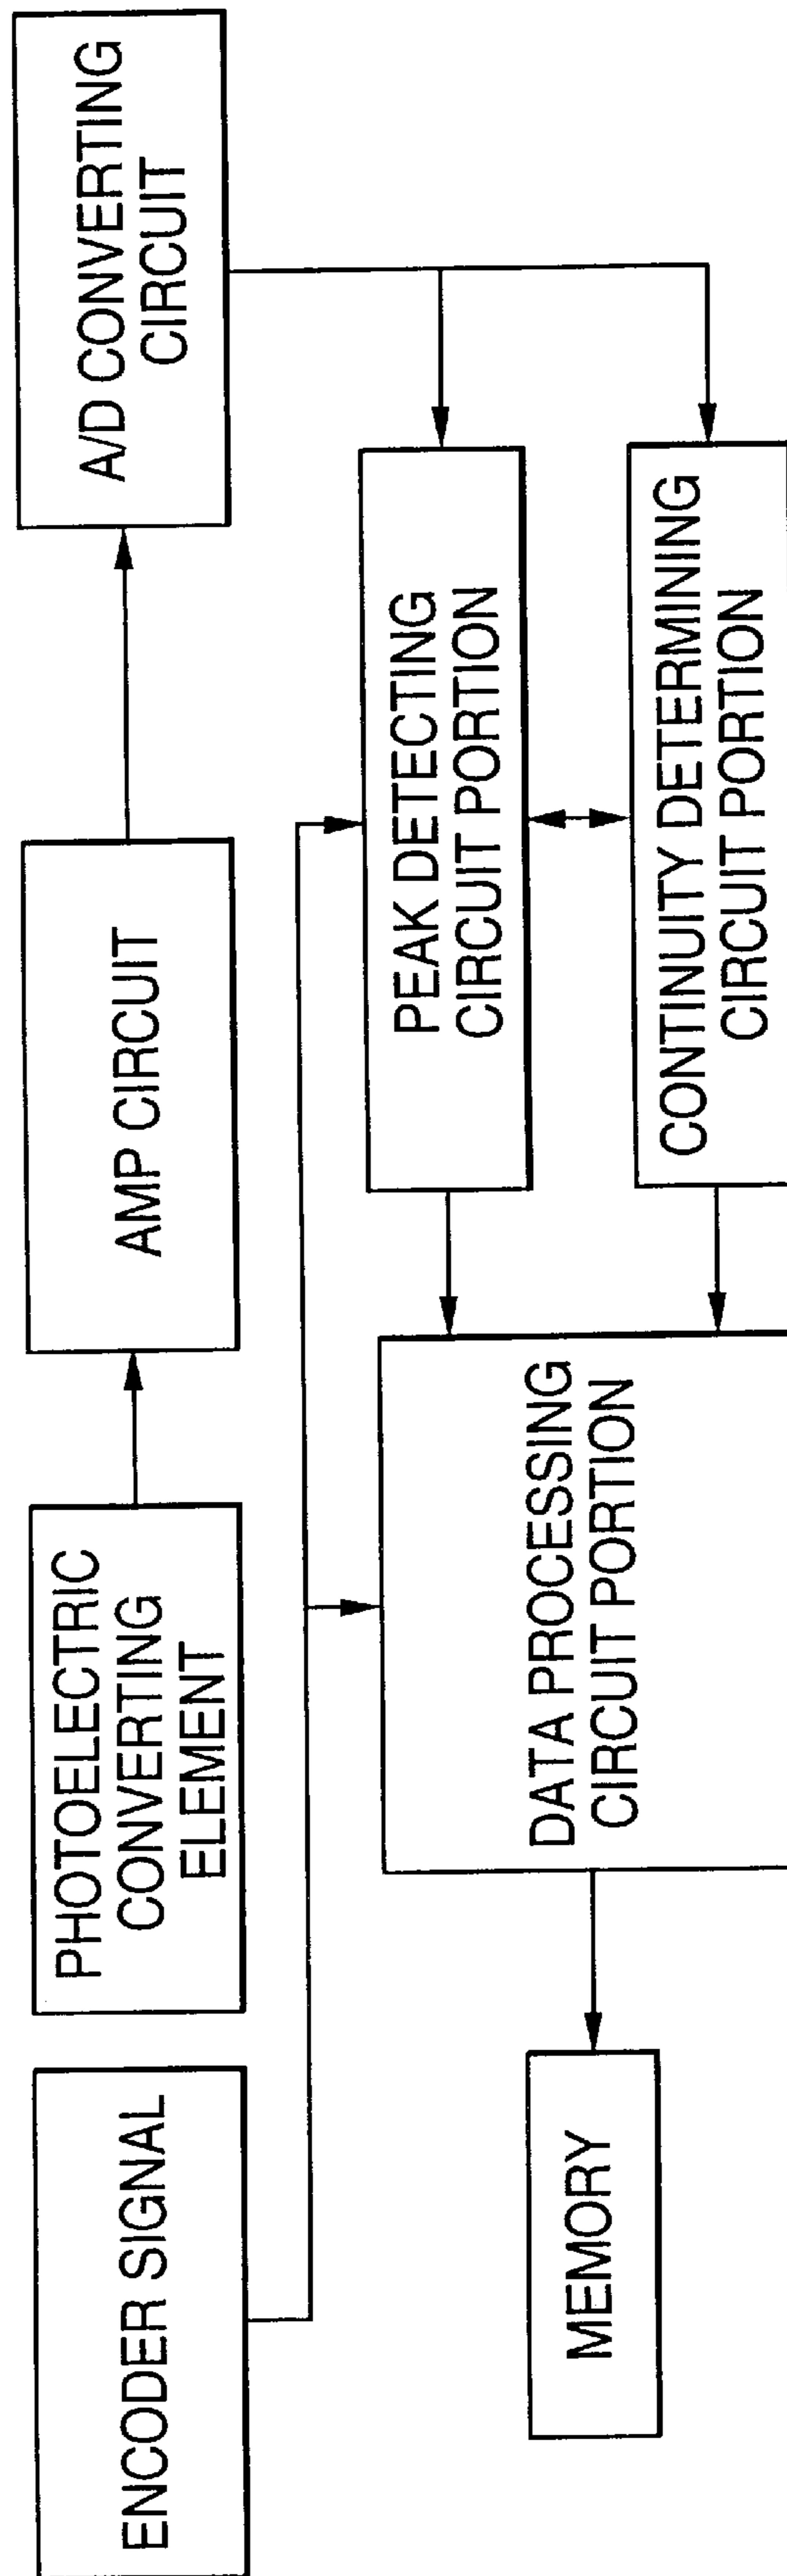 ENCODER SIGNAL
PHOTOELECTRIC
CONVERTING
ELEMENT
AMP CIRCUIT
A/D CONVERTING
CIRCUIT
MEMORY
DATA PROCESSING
CIRCUIT PORTION
PEAK DETECTING
CIRCUIT PORTION
CONTINUITY DETERMINING
CIRCUIT PORTION